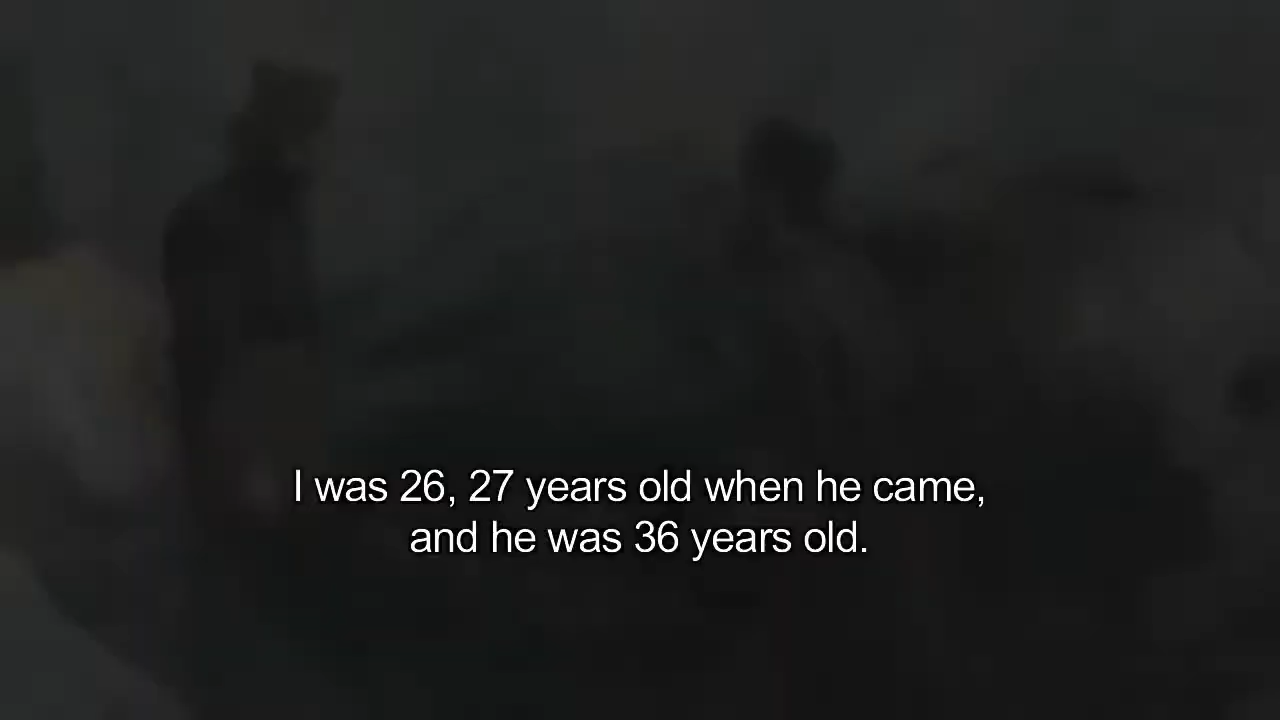 I was 26, 27 years old when he came,
and he was 36 years old.